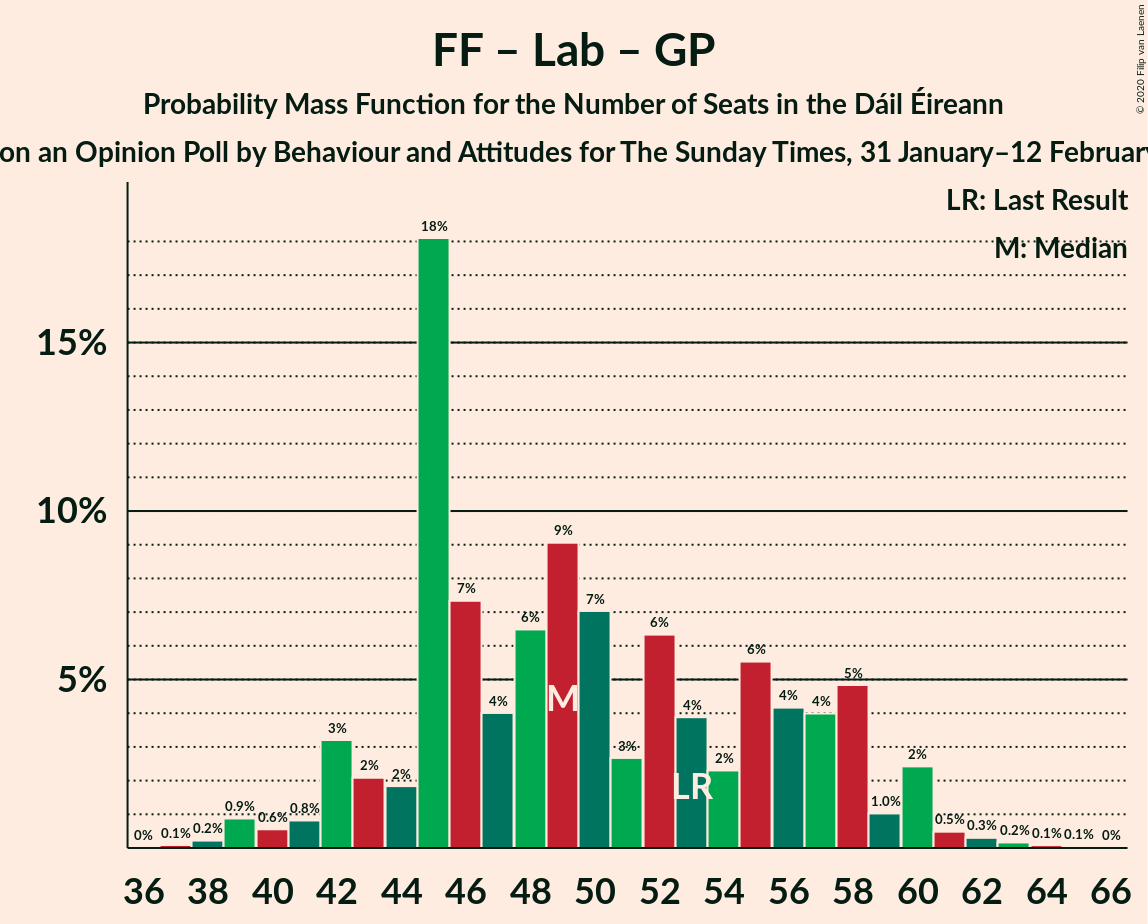 FF – Lab – GP
Probability Mass Function for the Number of Seats in the Dáil Éireann
on an Opinion Poll by Behaviour and Attitudes for The Sunday Times, 31 January–12 February
© 2020 Filip van Laenen
LR: Last Result
M: Median
15%
10%
5%
0% 0.1% 0.2% 0.9% 0.6% 0.8% 3% 2% 2% 18% 7% 4% 6% 9% 7% 3% 6% 4% 2% 6% 4% 4% 5% 1.0% 2% 0.5% 0.3% 0.2% 0.1% 0.1% 0%
M
LR
36 38 40 42 44 46 48 50 52 54 56 58 60 62 64 66